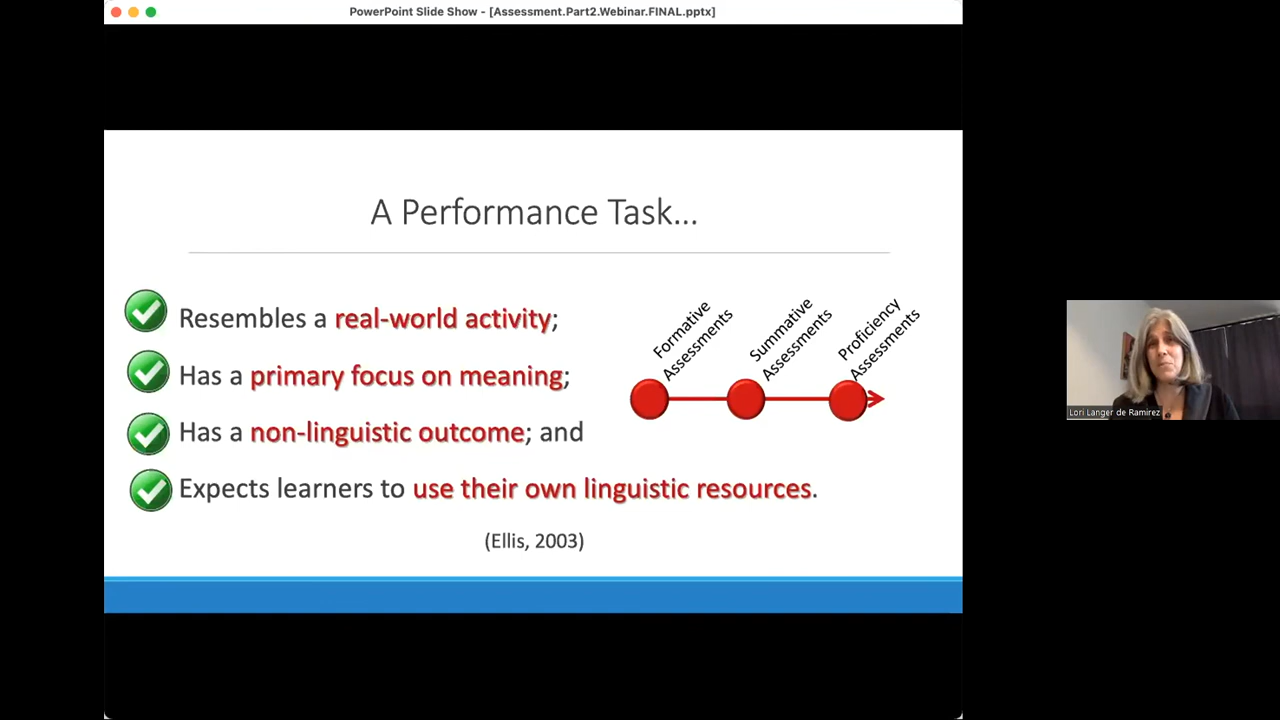 PowerPoint Slide Show - [Assessment.Part2.Webinar.FINAL.pptx]
A Performance Task...
Resembles a real-world activity;
Has a primary focus on meaning;
Has a non-linguistic outcome; and
Expects learners to use their own linguistic resources.
(Ellis, 2003)
Formative
Assessments
Summative
Assessments
Proficiency
Assessments
Lori Langer de Ramirez